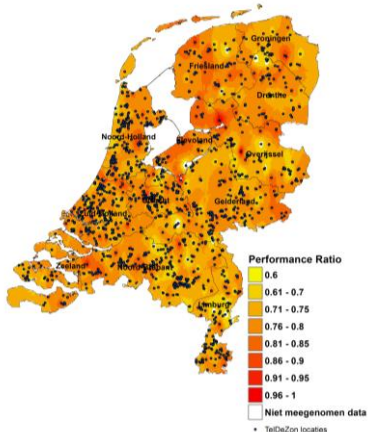 Groningen
Friesland
Drenthe
Noord-Holland
Flevoland
Overijssel
Gelderland
Zeeland
Limburg
Performance Ratio
0.6
0.61 - 0.7
0.71 - 0.75
0.76 - 0.8
0.81 - 0.85
0.86 - 0.9
0.91 - 0.95
0.96 - 1
Niet meegenomen data
TelDeZon locaties